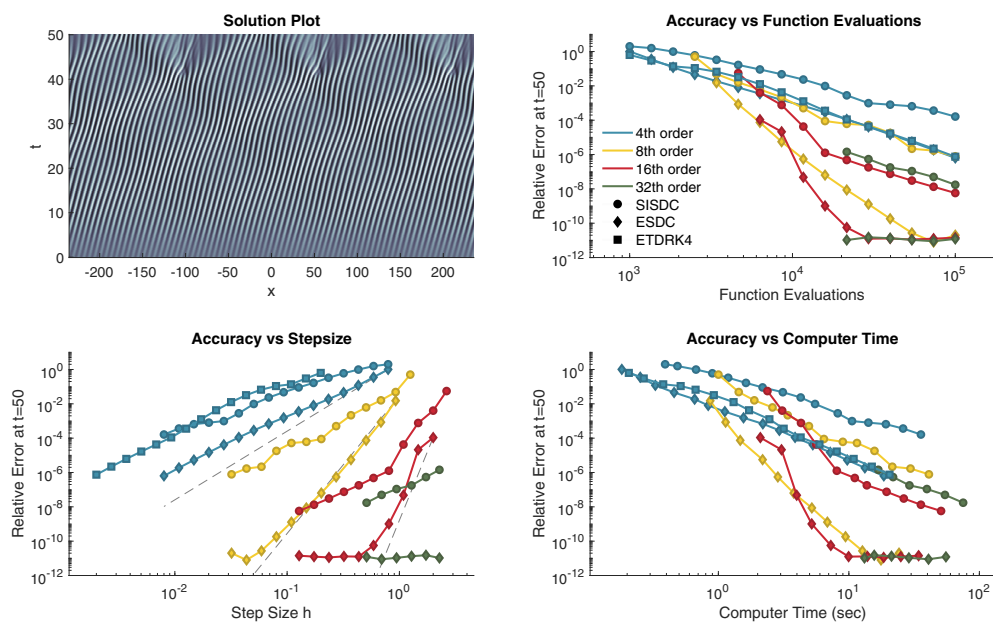 Solution Plot
50
40
30
20
10
0
t
-200 -150 -100 -50 0 50 100 150 200
x
Accuracy vs Function Evaluations
10^0
10^-2
10^-4
10^-6
10^-8
10^-10
10^-12
Relative Error at t=50
4th order
8th order
16th order
32th order
SISDC
ESDC
ETDRK4
10^3 10^4 10^5
Function Evaluations
Accuracy vs Stepsize
10^0
10^-2
10^-4
10^-6
10^-8
10^-10
10^-12
Relative Error at t=50
10^-2 10^-1 10^0
Step Size h
Accuracy vs Computer Time
10^0
10^-2
10^-4
10^-6
10^-8
10^-10
10^-12
Relative Error at t=50
10^0 10^1 10^2
Computer Time (sec)